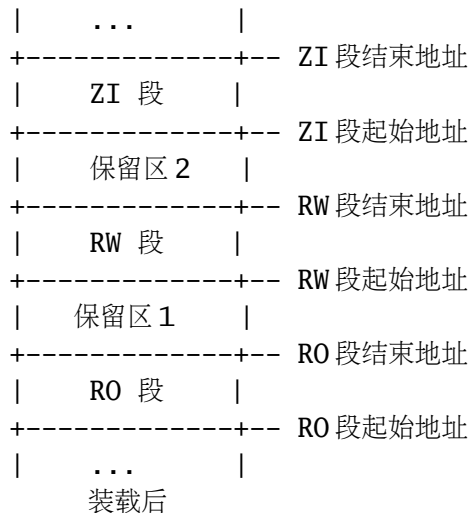 |    ...    |
+-------------+-- ZI 段结束地址
|    ZI 段    |
+-------------+-- ZI 段起始地址
|    保留区 2    |
+-------------+-- RW 段结束地址
|    RW 段    |
+-------------+-- RW 段起始地址
|    保留区 1    |
+-------------+-- RO 段结束地址
|    RO 段    |
+-------------+-- RO 段起始地址
|    ...    |
装载后